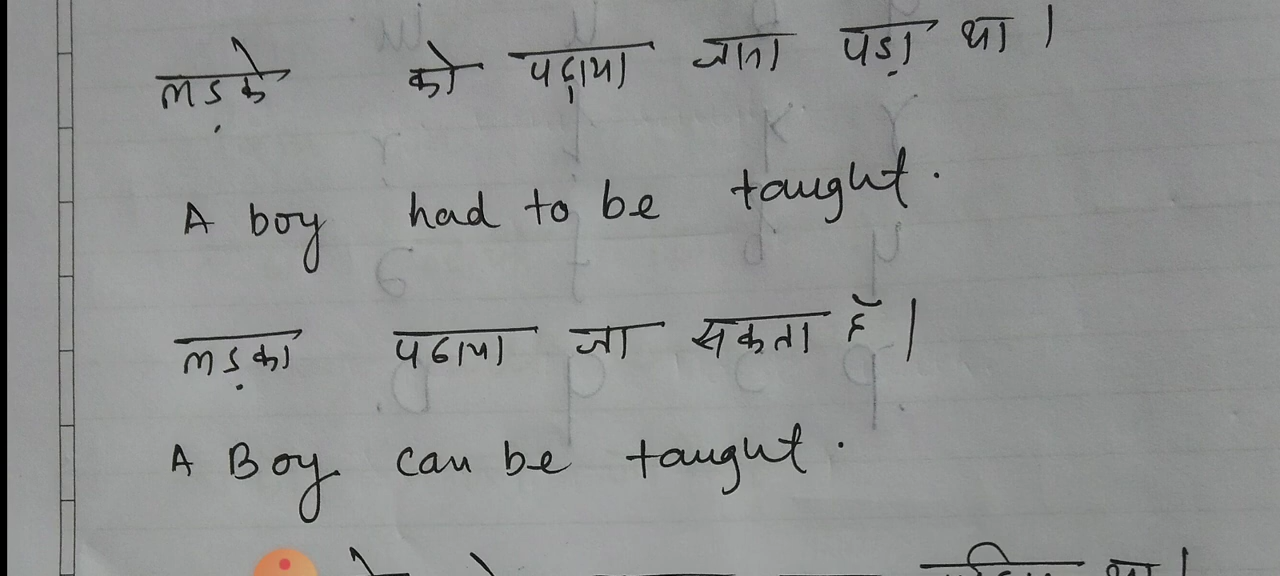 लड़के को पढ़ाया जाना पड़ा था।
A boy had to be taught.
लड़का पढाया जा सकता है।
A Boy can be taught.